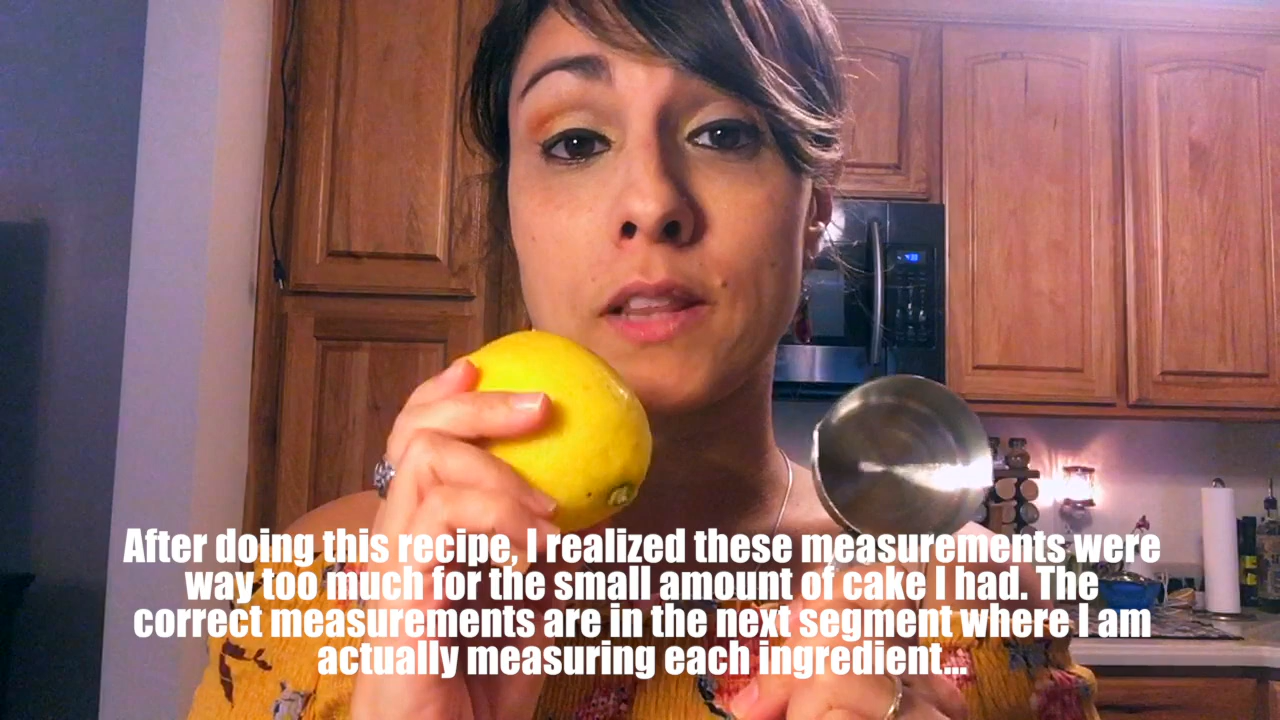 After doing this recipe, I realized these measurements were
way too much for the small amount of cake I had. The
correct measurements are in the next segment where I am
actually measuring each ingredient...